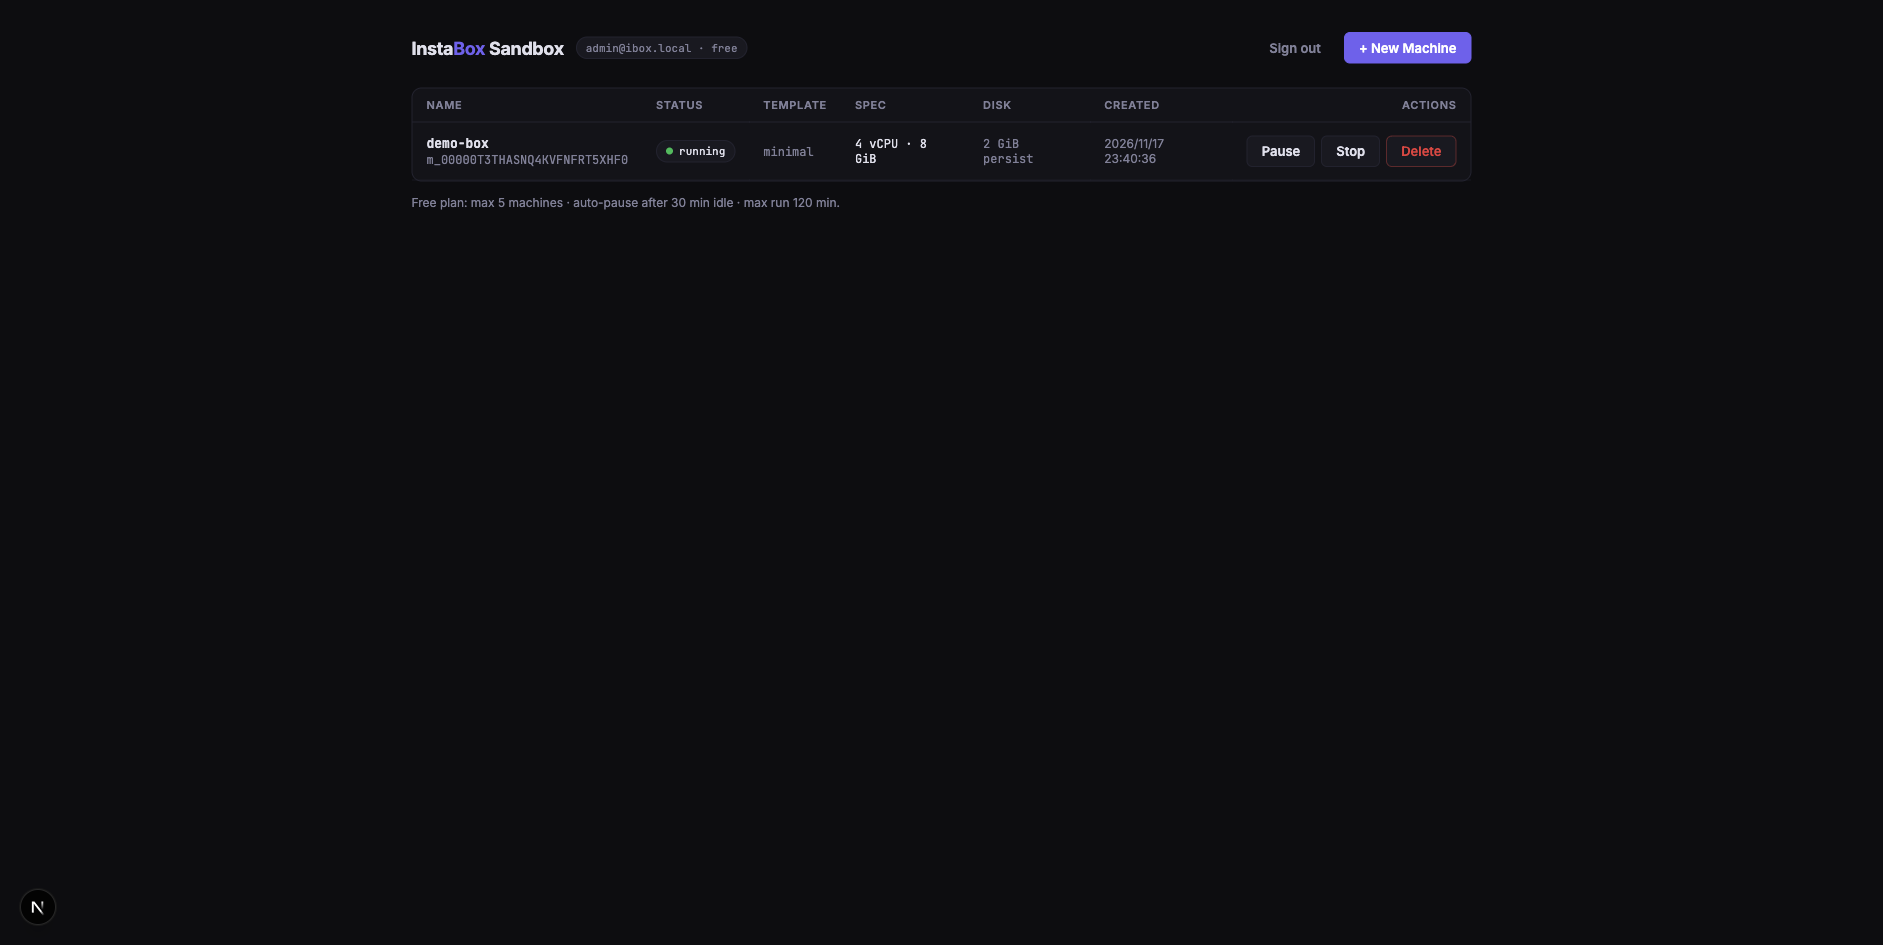 InstaBox Sandbox
admin@ibox.local · free
Sign out
+ New Machine
NAME STATUS TEMPLATE SPEC DISK CREATED ACTIONS
demo-box
m_00000T3THASNQ4KVFNFRT5XHF0
running
minimal
4 vCPU · 8
GiB
2 GiB
persist
2026/11/17
23:40:36
Pause
Stop
Delete
Free plan: max 5 machines · auto-pause after 30 min idle · max run 120 min.
N